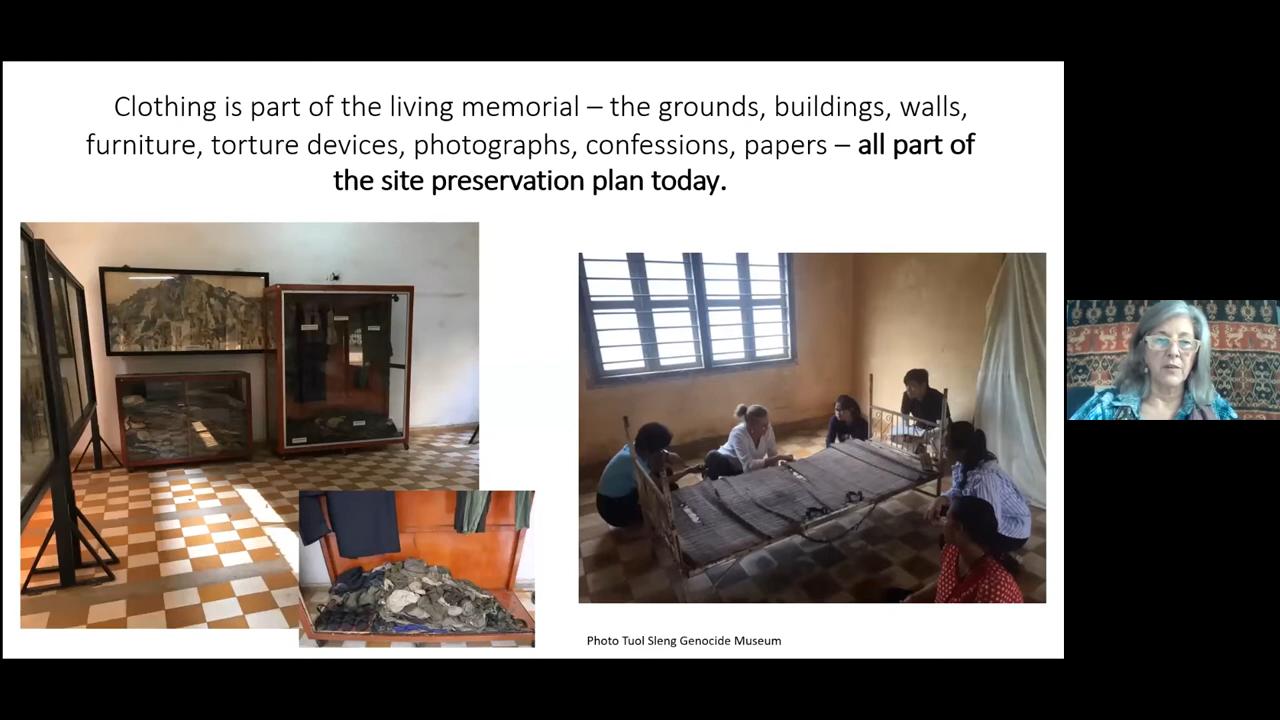 Clothing is part of the living memorial – the grounds, buildings, walls,
furniture, torture devices, photographs, confessions, papers – all part of
the site preservation plan today.
Photo Tuol Sleng Genocide Museum